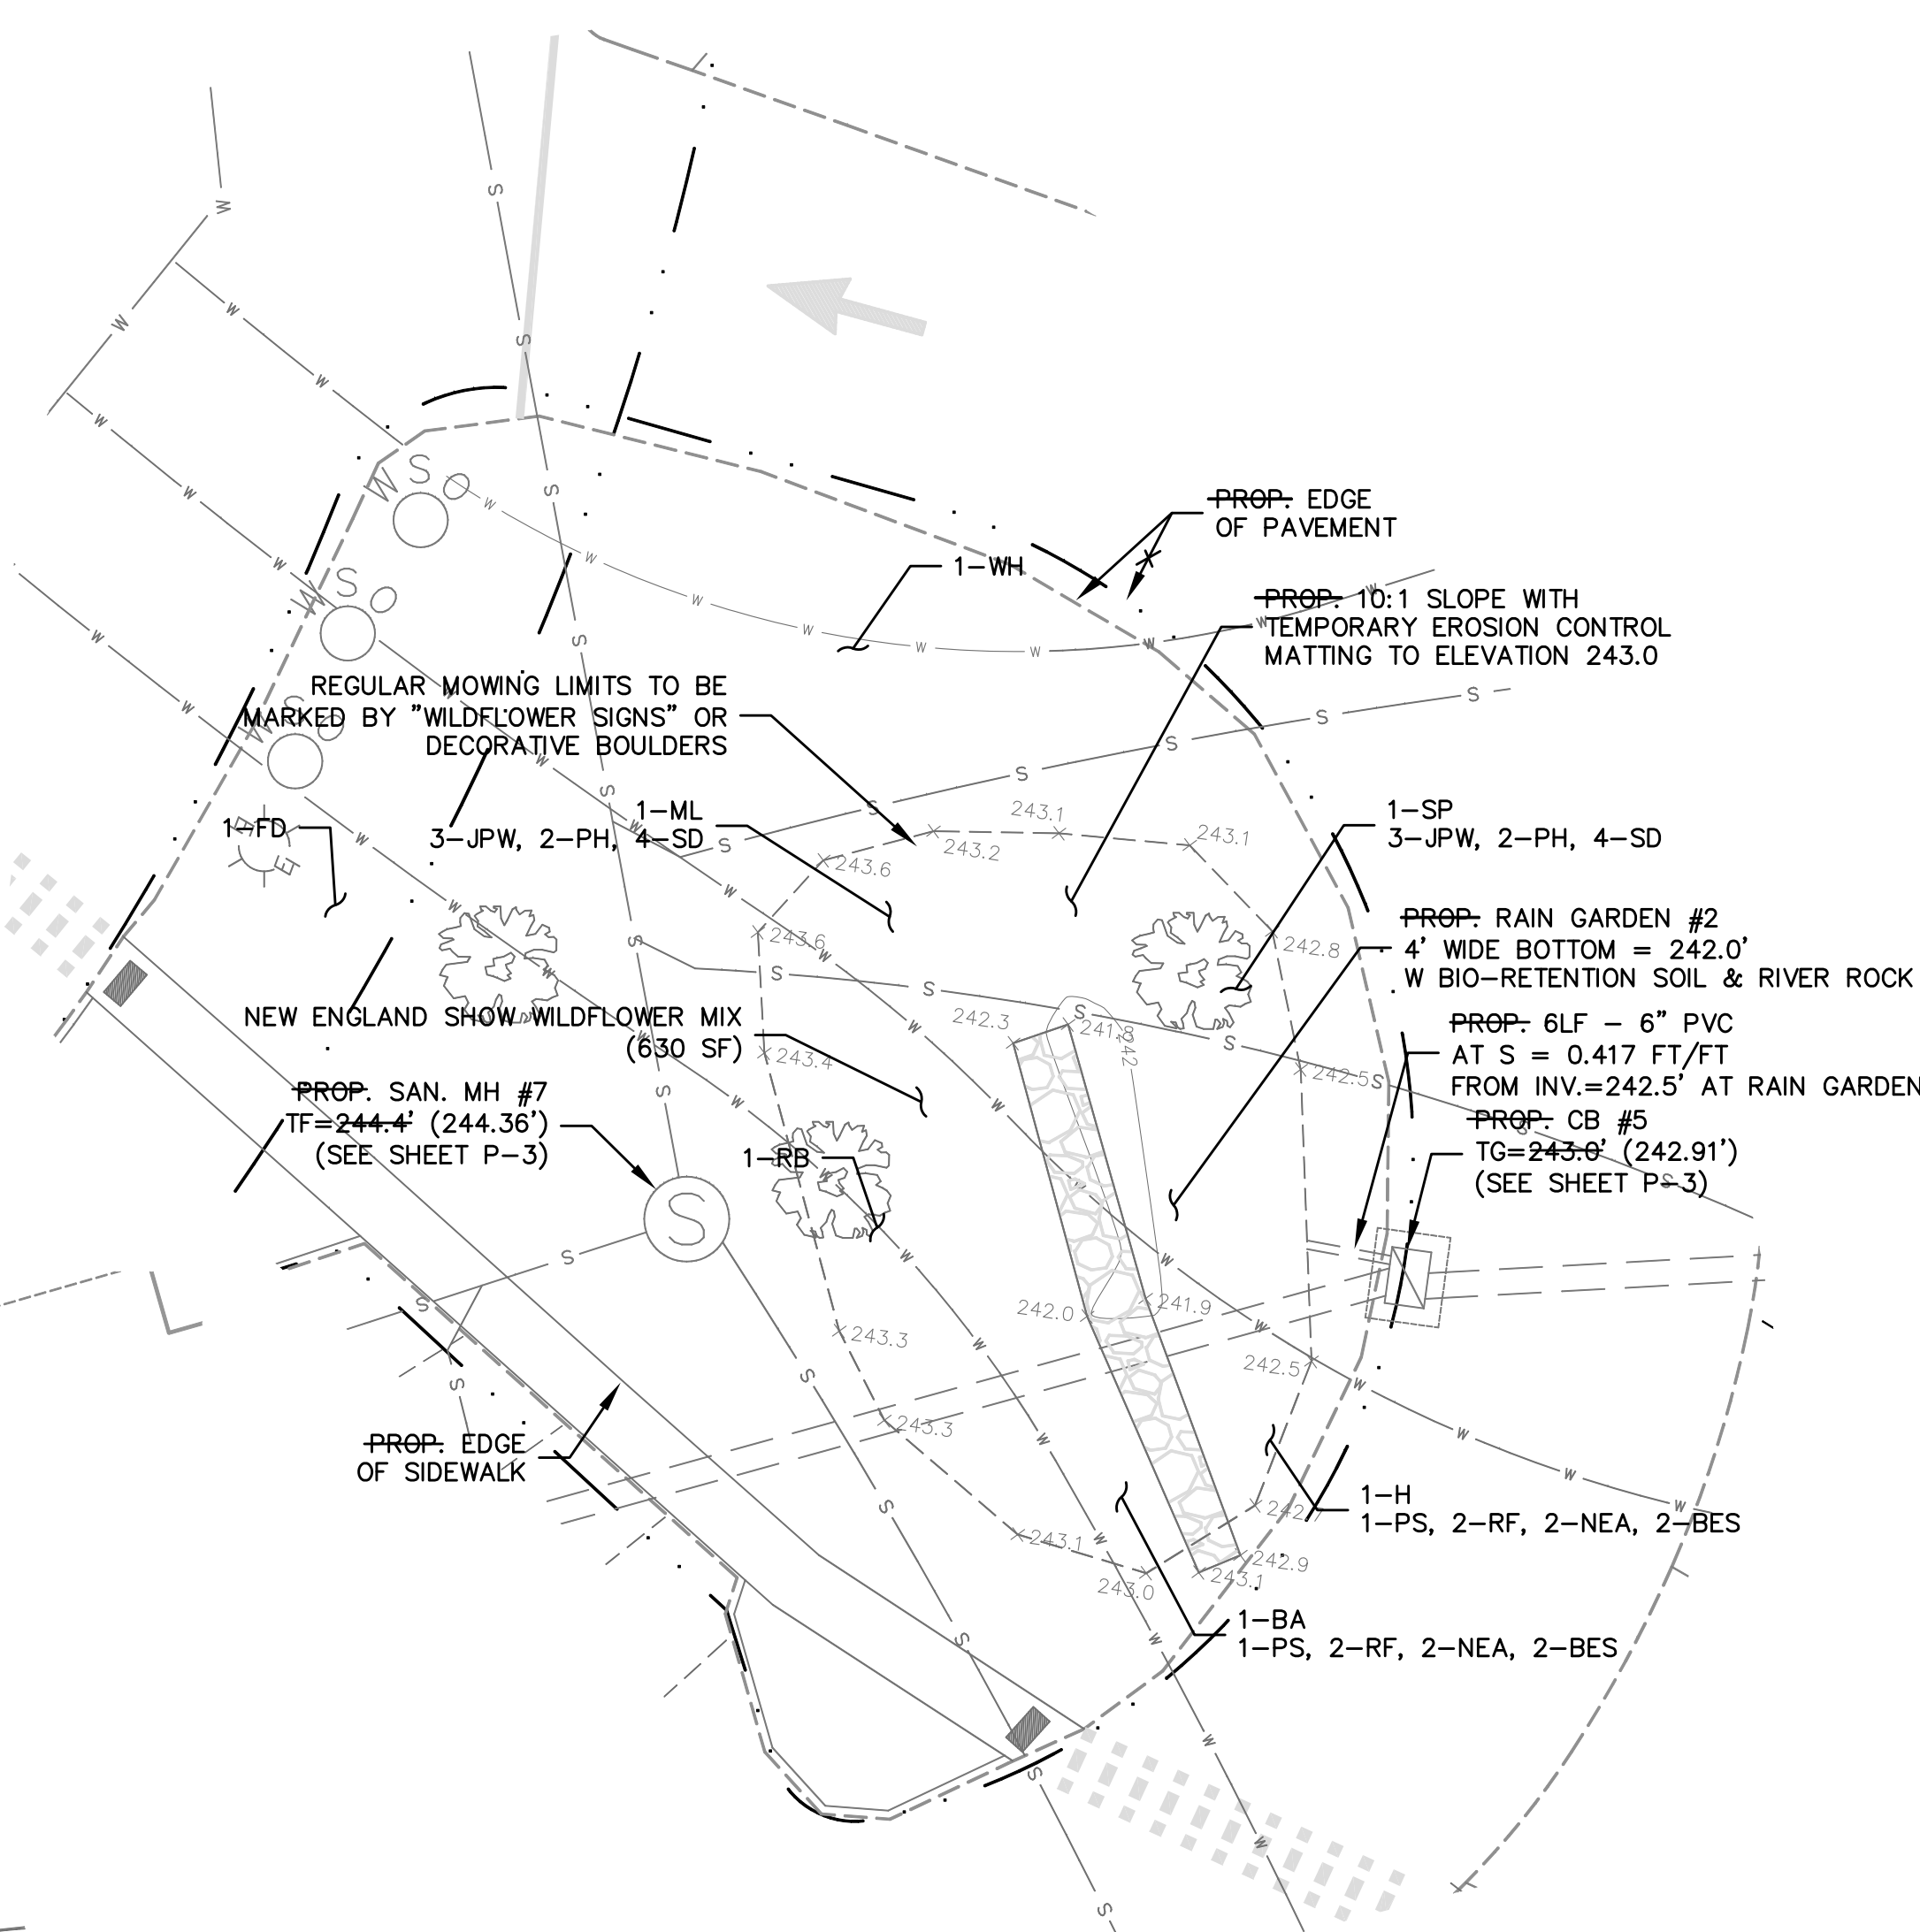 PROP. EDGE
OF PAVEMENT
1-WH
PROP. 10:1 SLOPE WITH
TEMPORARY EROSION CONTROL
MATTING TO ELEVATION 243.0
REGULAR MOWING LIMITS TO BE
MARKED BY "WILDFLOWER SIGNS" OR
DECORATIVE BOULDERS
1-ML
3-JPW, 2-PH, 4-SD
1-FD
1-SP
3-JPW, 2-PH, 4-SD
243.1
243.1
243.2
243.6
243.6
242.8
PROP. RAIN GARDEN #2
4' WIDE BOTTOM = 242.0'
W BIO-RETENTION SOIL & RIVER ROCK
NEW ENGLAND SHOW WILDFLOWER MIX
(630 SF)
242.3
241.8
242
243.4
242.5
PROP. 6LF - 6" PVC
AT S = 0.417 FT/FT
FROM INV.=242.5' AT RAIN GARDEN
PROP. SAN. MH #7
TF=244.4' (244.36')
(SEE SHEET P-3)
PROP. CB #5
TG=243.0' (242.91')
(SEE SHEET P-3)
1-RB
S
242.0
241.9
243.3
242.5
243.3
PROP. EDGE
OF SIDEWALK
1-H
1-PS, 2-RF, 2-NEA, 2-BES
243.1
242.9
243.1
243.0
1-BA
1-PS, 2-RF, 2-NEA, 2-BES